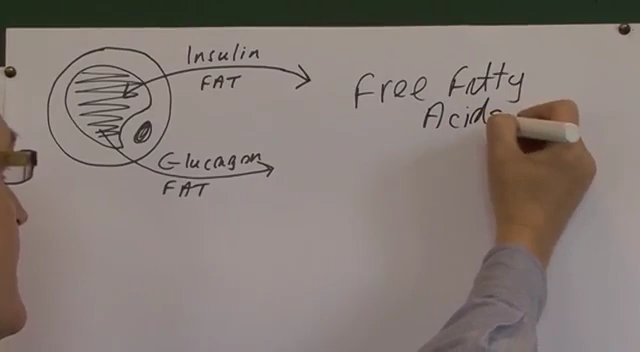 Insulin
FAT
Free Fatty
Acids
Glucagon
FAT